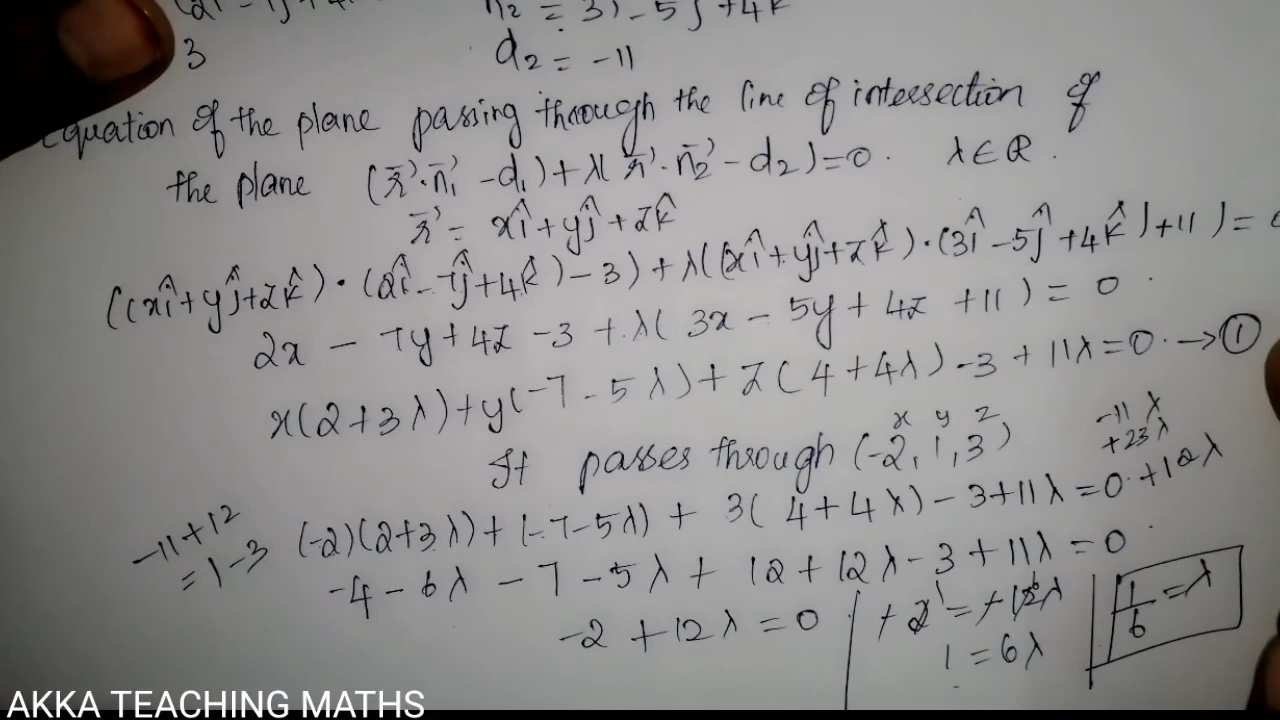 n₂ = 3i - 5j + 4k
3
d₂ = -11
Equation of the plane passing through the line of intersection of
the plane (r⃗·n⃗₁ - d₁) + λ(r⃗·n⃗₂ - d₂) = 0. λ ∈ R.
r⃗ = xî + yĵ + zk̂
((xî + yĵ + zk̂)·(2î - 7ĵ + 4k̂) - 3) + λ((xî + yĵ + zk̂)·(3î - 5ĵ + 4k̂) + 11) =
2x - 7y + 4z - 3 + λ(3x - 5y + 4z + 11) = 0.
x(2+3λ) + y(-7-5λ) + z(4+4λ) - 3 + 11λ = 0. → ①
It passes through (-2, 1, 3)
x y z
-11λ
+23λ
+12λ
-11+12
= 1-3
(-2)(2+3λ) + (-7-5λ) + 3(4+4λ) - 3 + 11λ = 0.
-4 - 6λ - 7 - 5λ + 12 + 12λ - 3 + 11λ = 0.
-2 + 12λ = 0
+2 = +12λ
1 = 6λ
1/6 = λ
AKKA TEACHING MATHS